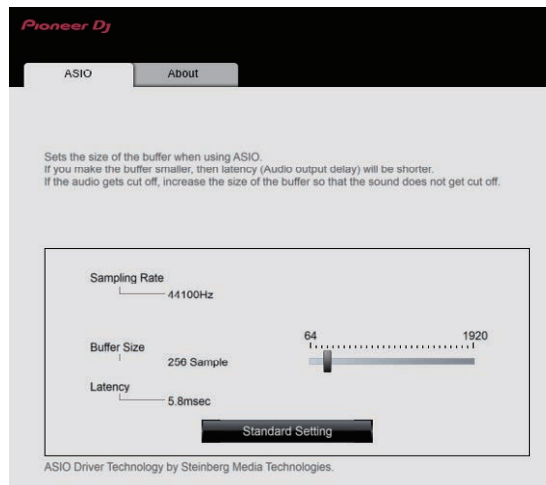 Pioneer Dj
ASIO
About
Sets the size of the buffer when using ASIO.
If you make the buffer smaller, then latency (Audio output delay) will be shorter.
If the audio gets cut off, increase the size of the buffer so that the sound does not get cut off.
Sampling Rate
44100Hz
64 1920
Buffer Size
256 Sample
Latency
5.8msec
Standard Setting
ASIO Driver Technology by Steinberg Media Technologies.